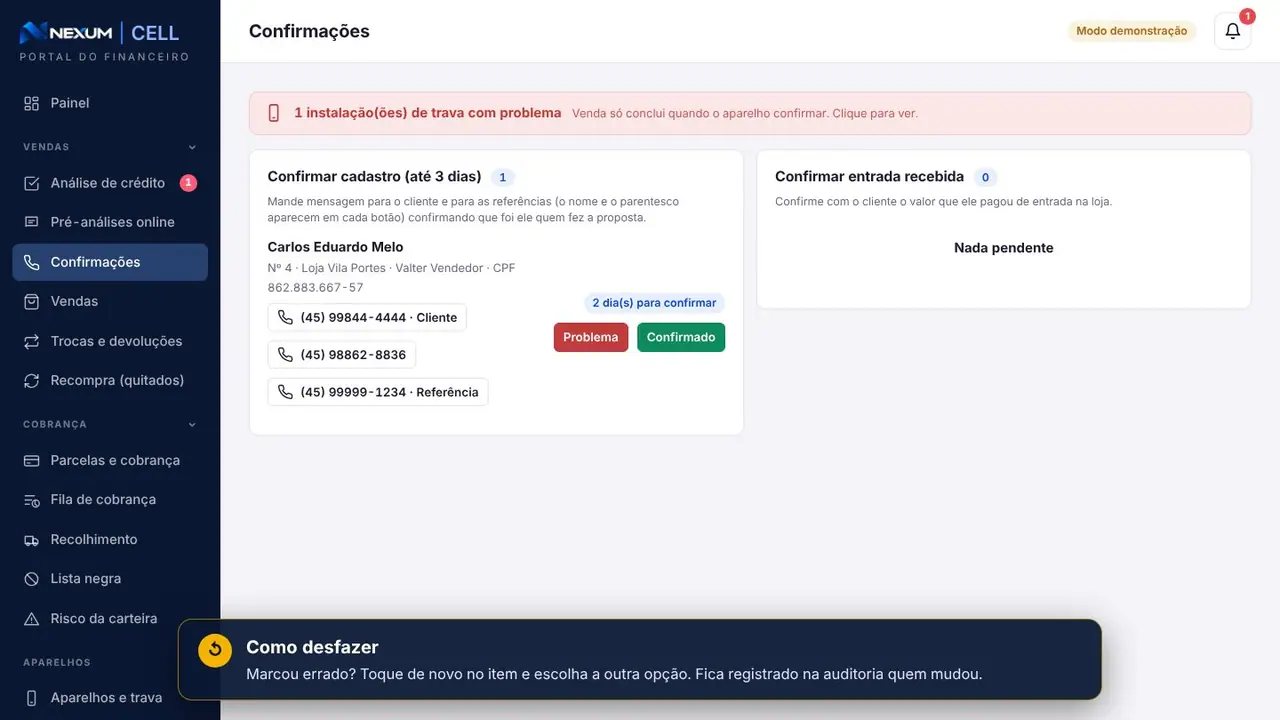 NEXUM | CELL
PORTAL DO FINANCEIRO
Painel
VENDAS
Análise de crédito 1
Pré-análises online
Confirmações
Vendas
Trocas e devoluções
Recompra (quitados)
COBRANÇA
Parcelas e cobrança
Fila de cobrança
Recolhimento
Lista negra
Risco da carteira
APARELHOS
Aparelhos e trava
Confirmações
Modo demonstração
1
1 instalação(ões) de trava com problema Venda só conclui quando o aparelho confirmar. Clique para ver.
Confirmar cadastro (até 3 dias) 1
Mande mensagem para o cliente e para as referências (o nome e o parentesco
aparecem em cada botão) confirmando que foi ele quem fez a proposta.
Carlos Eduardo Melo
Nº 4 · Loja Vila Portes · Valter Vendedor · CPF
862.883.667-57
(45) 99844-4444 · Cliente
(45) 98862-8836
(45) 99999-1234 · Referência
2 dia(s) para confirmar
Problema Confirmado
Confirmar entrada recebida 0
Confirme com o cliente o valor que ele pagou de entrada na loja.
Nada pendente
Como desfazer
Marcou errado? Toque de novo no item e escolha a outra opção. Fica registrado na auditoria quem mudou.